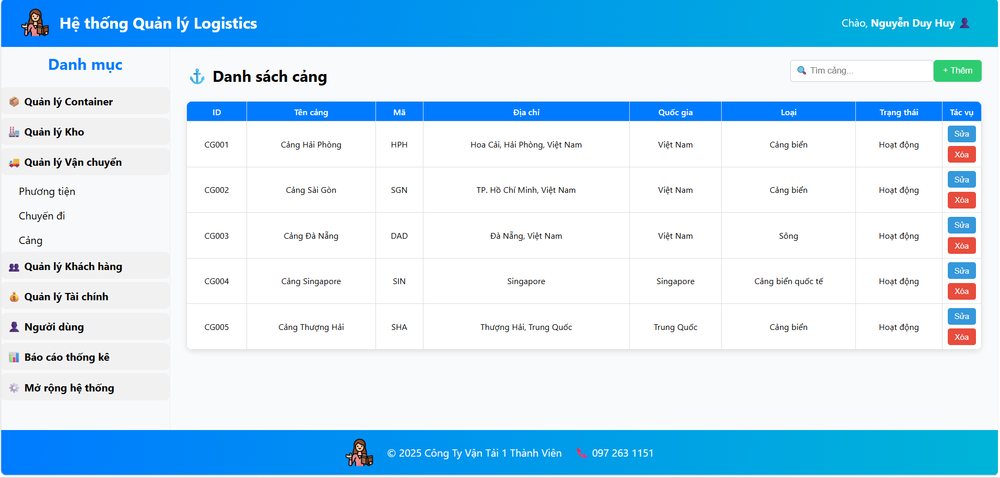 Hệ thống Quản lý Logistics
Chào, Nguyễn Duy Huy
Danh mục
Quản lý Container
Quản lý Kho
Quản lý Vận chuyển
Phương tiện
Chuyến đi
Cảng
Quản lý Khách hàng
Quản lý Tài chính
Người dùng
Báo cáo thống kê
Mở rộng hệ thống
Danh sách cảng
Tìm cảng...
+ Thêm
ID Tên cảng Mã Địa chỉ Quốc gia Loại Trạng thái Tác vụ
CG001 Cảng Hải Phòng HPH Hoa Cải, Hải Phòng, Việt Nam Việt Nam Cảng biển Hoạt động Sửa
Xóa
CG002 Cảng Sài Gòn SGN TP. Hồ Chí Minh, Việt Nam Việt Nam Cảng biển Hoạt động Sửa
Xóa
CG003 Cảng Đà Nẵng DAD Đà Nẵng, Việt Nam Việt Nam Sông Hoạt động Sửa
Xóa
CG004 Cảng Singapore SIN Singapore Singapore Cảng biển quốc tế Hoạt động Sửa
Xóa
CG005 Cảng Thượng Hải SHA Thượng Hải, Trung Quốc Trung Quốc Cảng biển Hoạt động Sửa
Xóa
© 2025 Công Ty Vận Tải 1 Thành Viên 097 263 1151